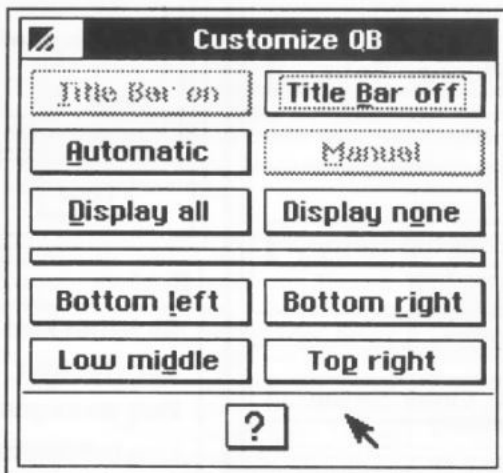 Customize QB
Title Bar on Title Bar off
Automatic Manual
Display all Display none
Bottom left Bottom right
Low middle Top right
?